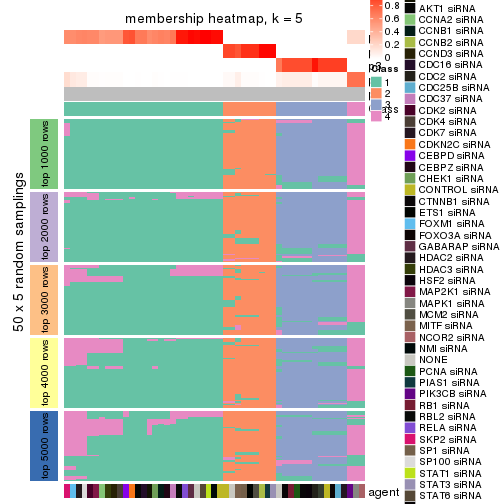 membership heatmap, k = 5
50 x 5 random samplings
top 1000 rows
top 2000 rows
top 3000 rows
top 4000 rows
top 5000 rows
0.8
0.6
0.4
0.2
0
Class
1
2
3
4
agent
AKT1 siRNA
CCNA2 siRNA
CCNB1 siRNA
CCNB2 siRNA
CCND3 siRNA
CDC16 siRNA
CDC2 siRNA
CDC25B siRNA
CDC37 siRNA
CDK2 siRNA
CDK4 siRNA
CDK7 siRNA
CDKN2C siRNA
CEBPD siRNA
CEBPZ siRNA
CHEK1 siRNA
CONTROL siRNA
CTNNB1 siRNA
ETS1 siRNA
FOXM1 siRNA
FOXO3A siRNA
GABARAP siRNA
HDAC2 siRNA
HDAC3 siRNA
HSF2 siRNA
MAP2K1 siRNA
MAPK1 siRNA
MCM2 siRNA
MITF siRNA
NCOR2 siRNA
NMI siRNA
NONE
PCNA siRNA
PIAS1 siRNA
PIK3CB siRNA
RB1 siRNA
RBL2 siRNA
RELA siRNA
SKP2 siRNA
SP1 siRNA
SP100 siRNA
STAT1 siRNA
STAT3 siRNA
STAT6 siRNA